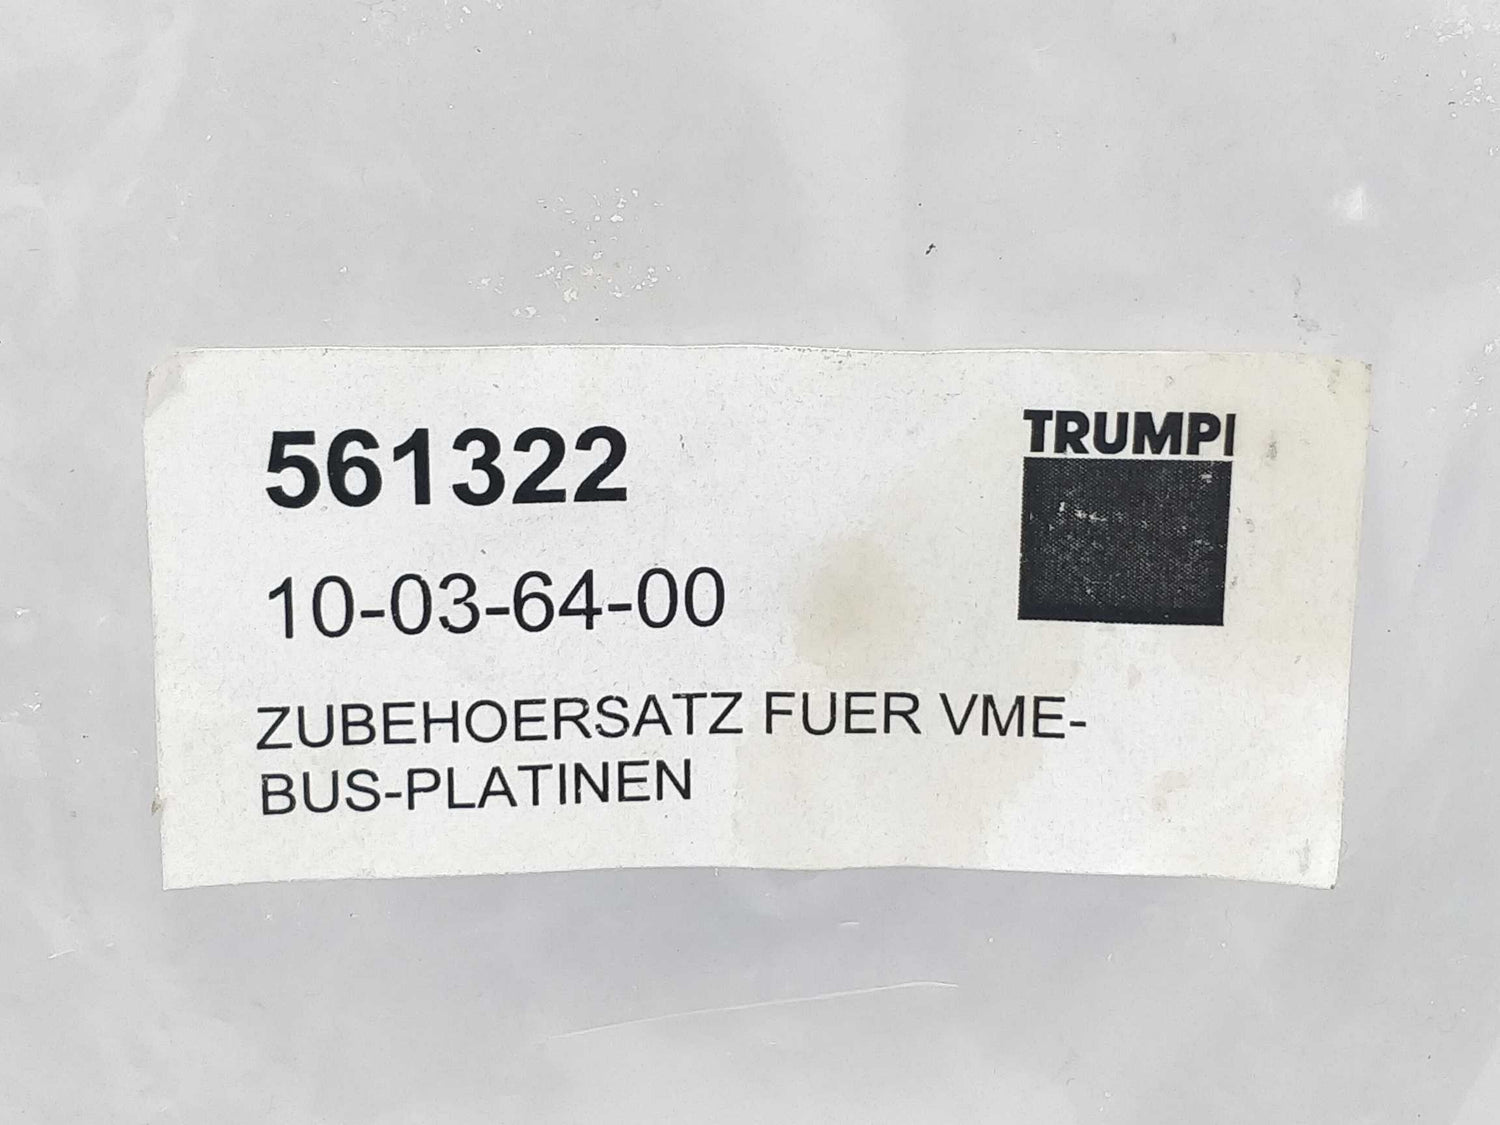 561322
TRUMPI
10-03-64-00
ZUBEHOERSATZ FUER VME-
BUS-PLATINEN